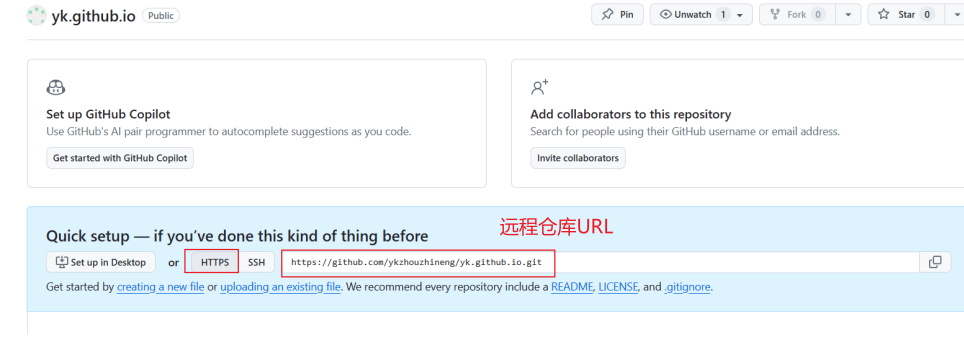 yk.github.io Public Pin Unwatch 1 Fork 0 Star 0
Set up GitHub Copilot
Use GitHub's AI pair programmer to autocomplete suggestions as you code.
Get started with GitHub Copilot
Add collaborators to this repository
Search for people using their GitHub username or email address.
Invite collaborators
远程仓库URL
Quick setup — if you've done this kind of thing before
Set up in Desktop or HTTPS SSH https://github.com/ykzhouzhineng/yk.github.io.git
Get started by creating a new file or uploading an existing file. We recommend every repository include a README, LICENSE, and .gitignore.